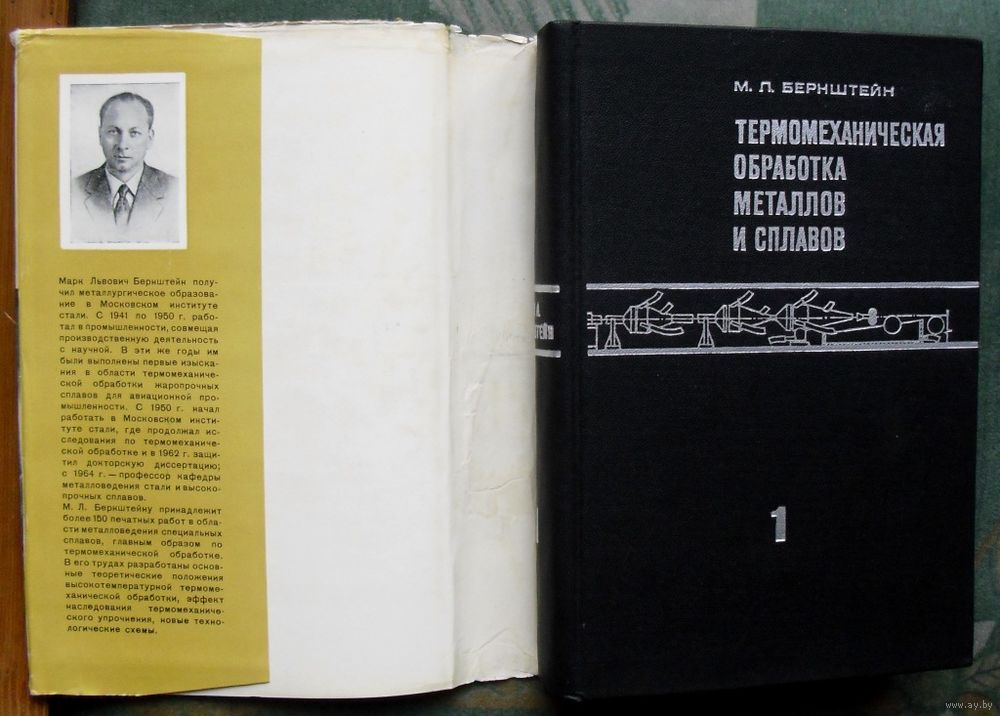 Марк Львович Бернштейн полу-
чил металлургическое образова-
ние в Московском институте
стали. С 1941 по 1950 г. рабо-
тал в промышленности, совмещая
производственную деятельность
с научной. В эти же годы им
были выполнены первые изыска-
ния в области термомеханиче-
ской обработки жаропрочных
сплавов для авиационной про-
мышленности. С 1950 г. начал
работать в Московском инсти-
туте стали, где продолжал ис-
следования по термомеханиче-
ской обработке и в 1962 г. защи-
тил докторскую диссертацию;
с 1964 г. — профессор кафедры
металловедения стали и высоко-
прочных сплавов.
М. Л. Бернштейну принадлежит
более 150 печатных работ в обла-
сти металловедения специальных
сплавов, главным образом по
термомеханической обработке.
В его трудах разработаны основ-
ные теоретические положения
высокотемпературной термоме-
ханической обработки, эффект
наследования термомеханиче-
ского упрочнения, новые техно-
логические схемы.
М. Л. БЕРНШТЕЙН
ТЕРМОМЕХАНИЧЕСКАЯ
ОБРАБОТКА
МЕТАЛЛОВ
И СПЛАВОВ
1
www.ay.by